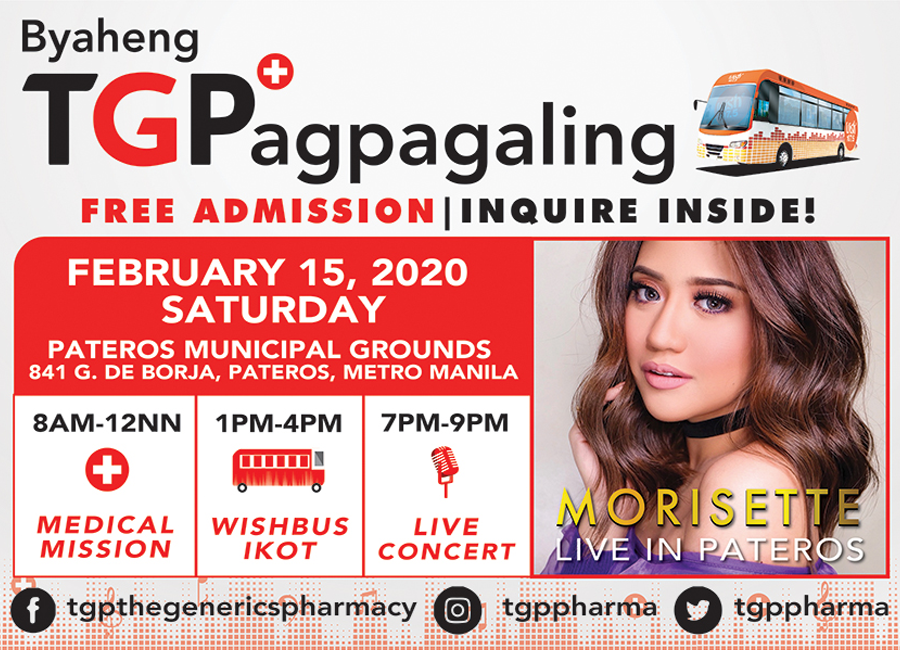 Byaheng
TGPagpagaling
FREE ADMISSION|INQUIRE INSIDE!
FEBRUARY 15, 2020
SATURDAY
PATEROS MUNICIPAL GROUNDS
841 G. DE BORJA, PATEROS, METRO MANILA
8AM-12NN
MEDICAL
MISSION
1PM-4PM
WISHBUS
IKOT
7PM-9PM
LIVE
CONCERT
MORISETTE
LIVE IN PATEROS
tgpthegenericspharmacy
tgppharma
tgppharma